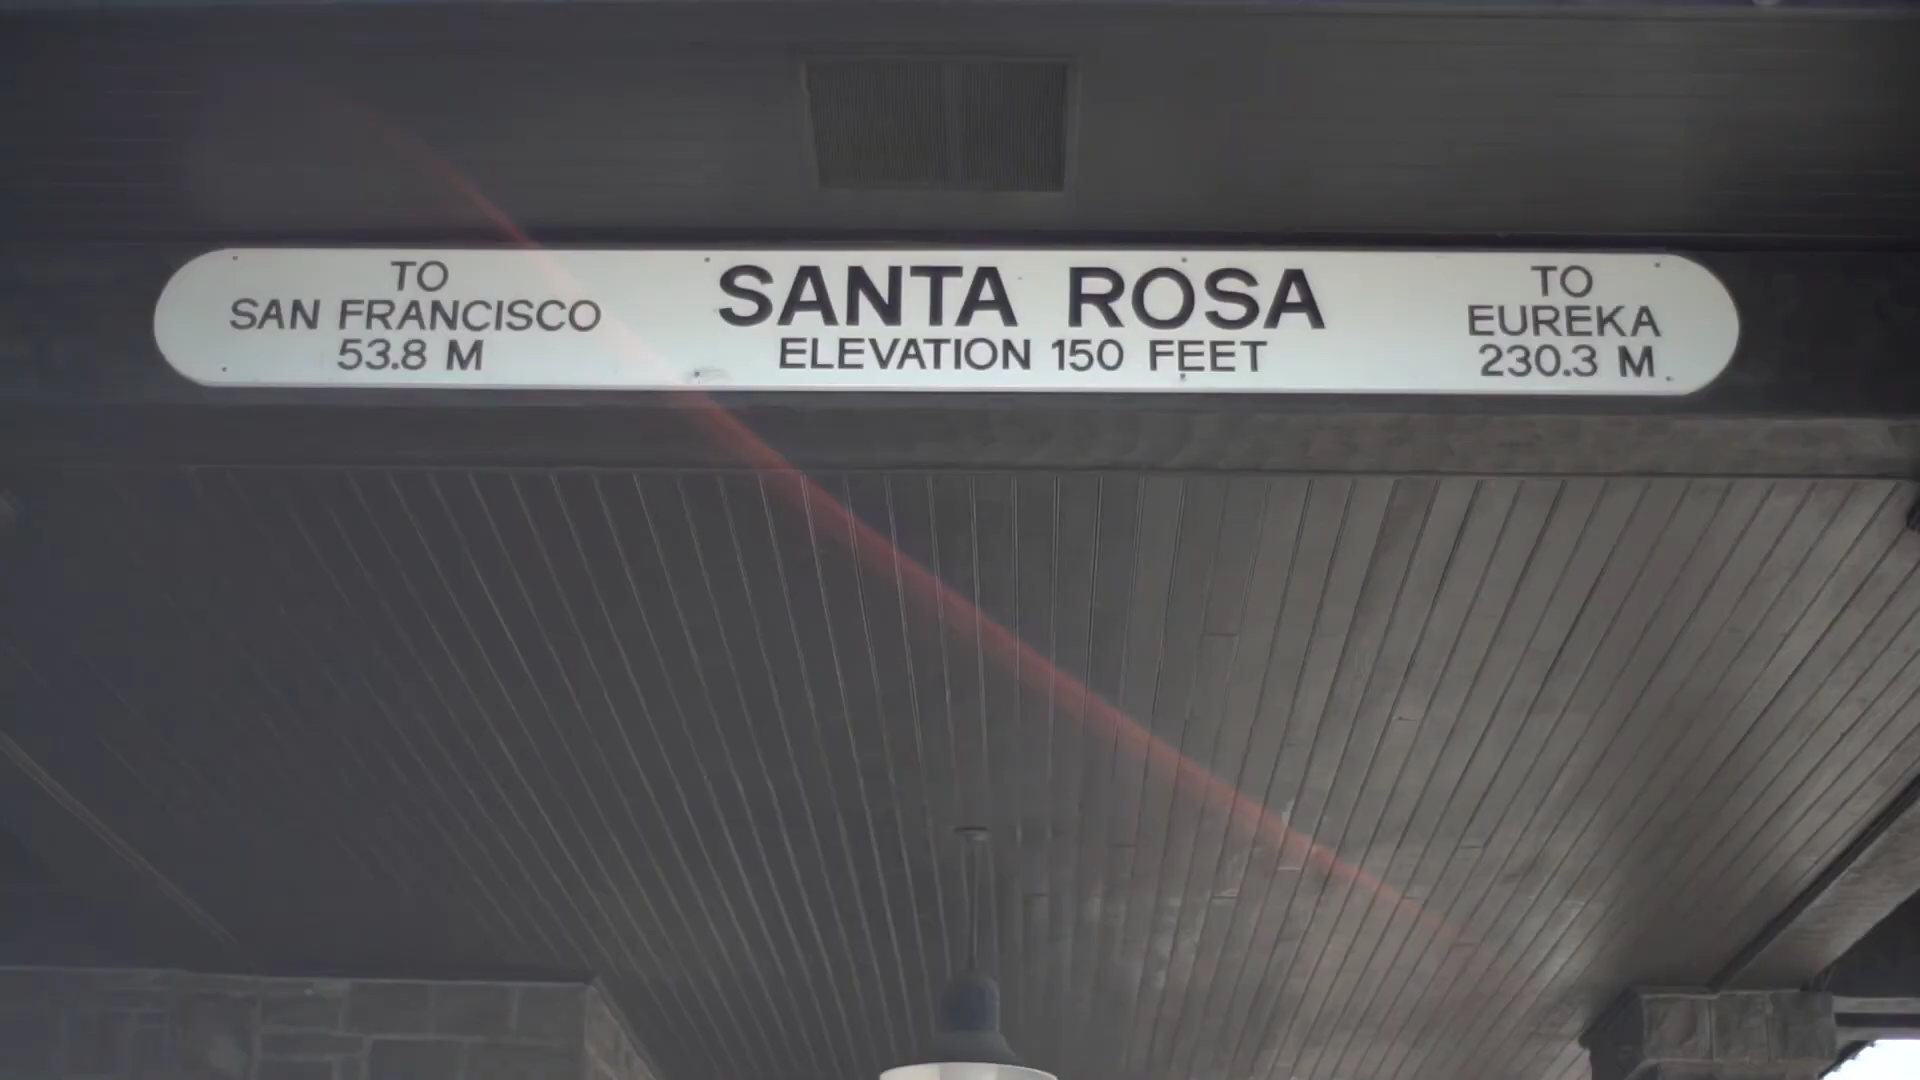 TO
SAN FRANCISCO
53.8 M
SANTA ROSA
ELEVATION 150 FEET
TO
EUREKA
230.3 M